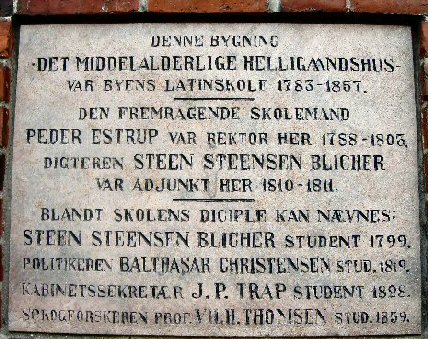 DENNE BYGNING
·DET MIDDELALDERLIGE HELLIGAANDSHUS·
VAR BYENS LATINSKOLE 1783-1857.
DEN FREMRAGENDE SKOLEMAND
PEDER ESTRUP VAR REKTOR HER 1788-1803,
DIGTEREN STEEN STEENSEN BLICHER
VAR ADJUNKT HER 1810-1811.
BLANDT SKOLENS DICIPLE KAN NÆVNES:
STEEN STEENSEN BLICHER STUDENT 1799.
POLITIKEREN BALTHASAR CHRISTENSEN STUD. 1819.
KABINETSSEKRETÆR J. P. TRAP STUDENT 1828.
SPROGFORSKEREN PROF. VILH. THOMSEN STUD. 1859.